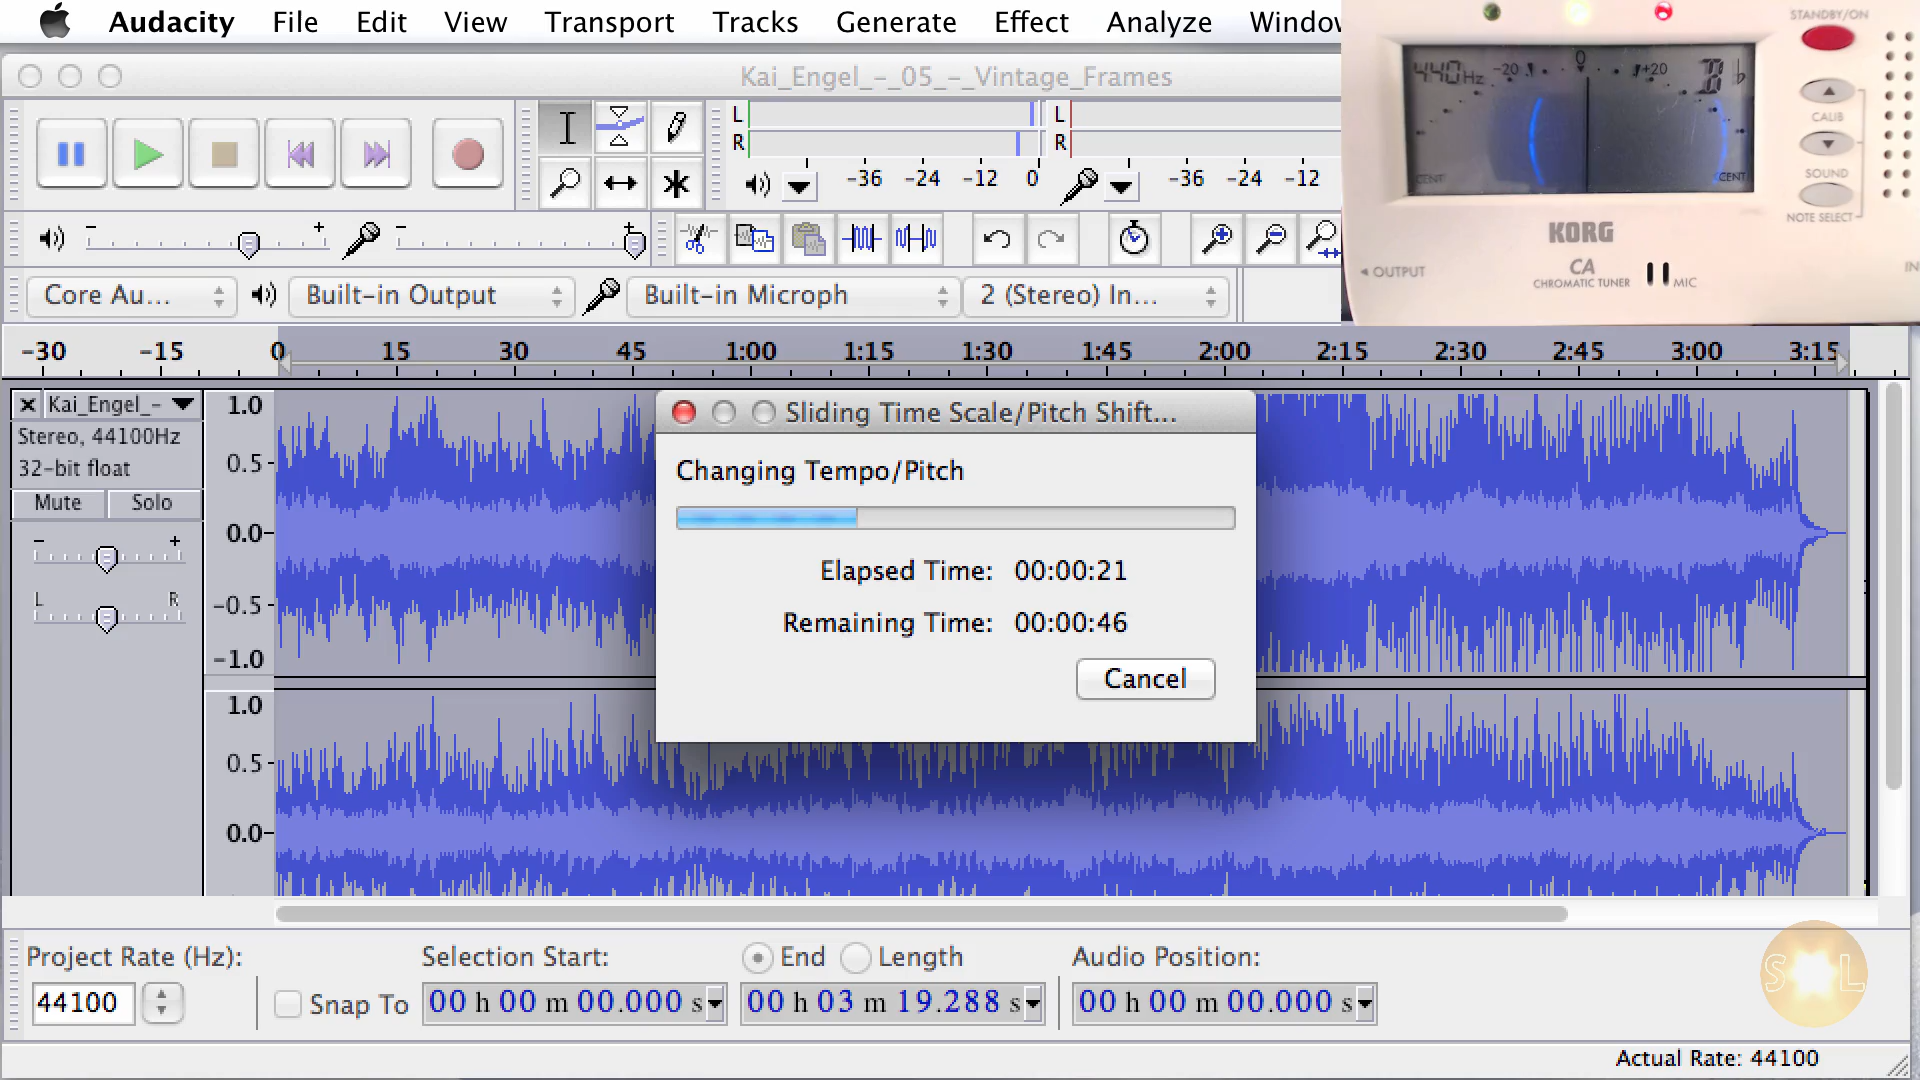 Audacity File Edit View Transport Tracks Generate Effect Analyze Windo
Kai_Engel_-_05_-_Vintage_Frames
STANDBY/ON
440Hz -20 0 +20 B♭
CENT CENT
CALIB
SOUND
NOTE SELECT
KORG
CA
CHROMATIC TUNER
MIC
OUTPUT
IN
L
R
-36 -24 -12 0
L
R
-36 -24 -12
- +
- +
Core Au... Built-in Output Built-in Microph 2 (Stereo) In...
-30 -15 0 15 30 45 1:00 1:15 1:30 1:45 2:00 2:15 2:30 2:45 3:00 3:15
Kai_Engel_-
Stereo, 44100Hz
32-bit float
Mute Solo
- +
L R
1.0
0.5
0.0
-0.5
-1.0
1.0
0.5
0.0
Sliding Time Scale/Pitch Shift...
Changing Tempo/Pitch
Elapsed Time: 00:00:21
Remaining Time: 00:00:46
Cancel
Project Rate (Hz): Selection Start: End Length Audio Position:
44100 Snap To 00 h 00 m 00.000 s 00 h 03 m 19.288 s 00 h 00 m 00.000 s
S L
Actual Rate: 44100